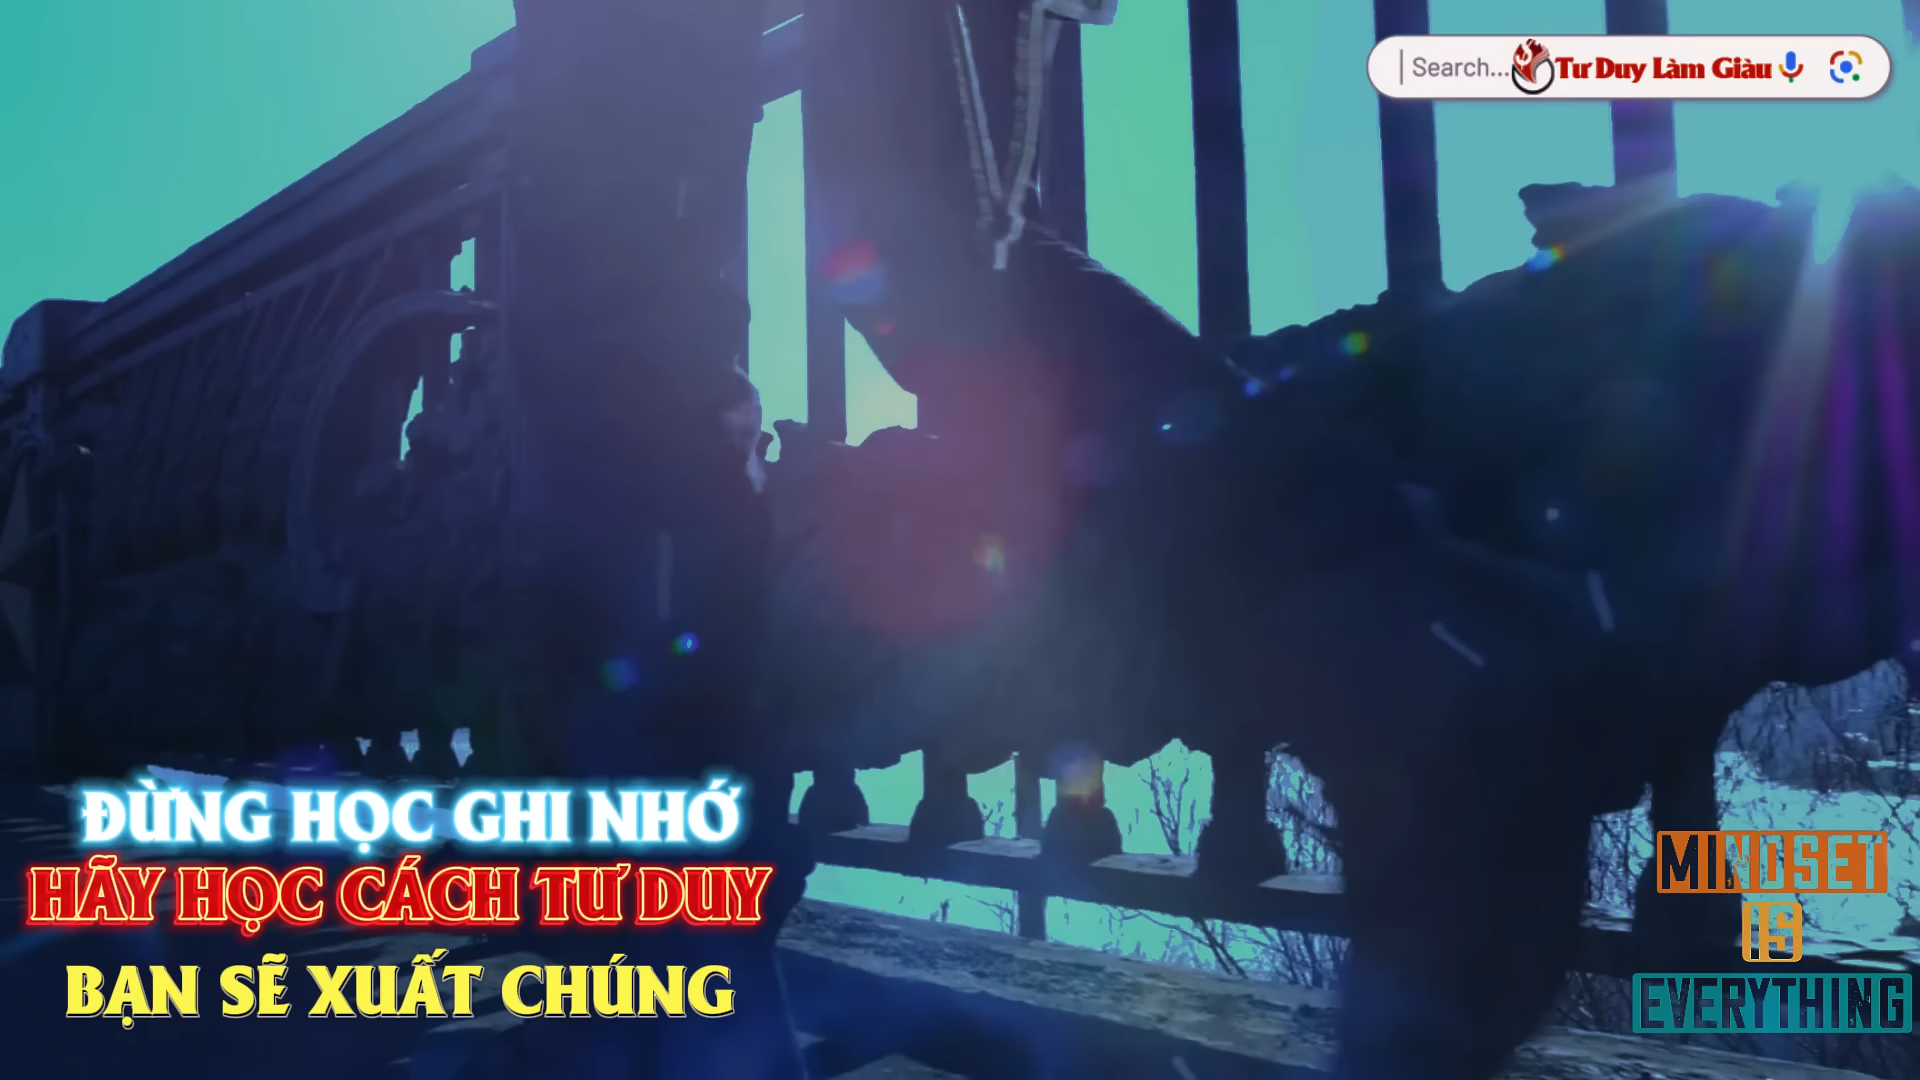 Search... Tư Duy Làm Giàu
ĐỪNG HỌC GHI NHỚ
HÃY HỌC CÁCH TƯ DUY
BẠN SẼ XUẤT CHÚNG
MINDSET
IS
EVERYTHING